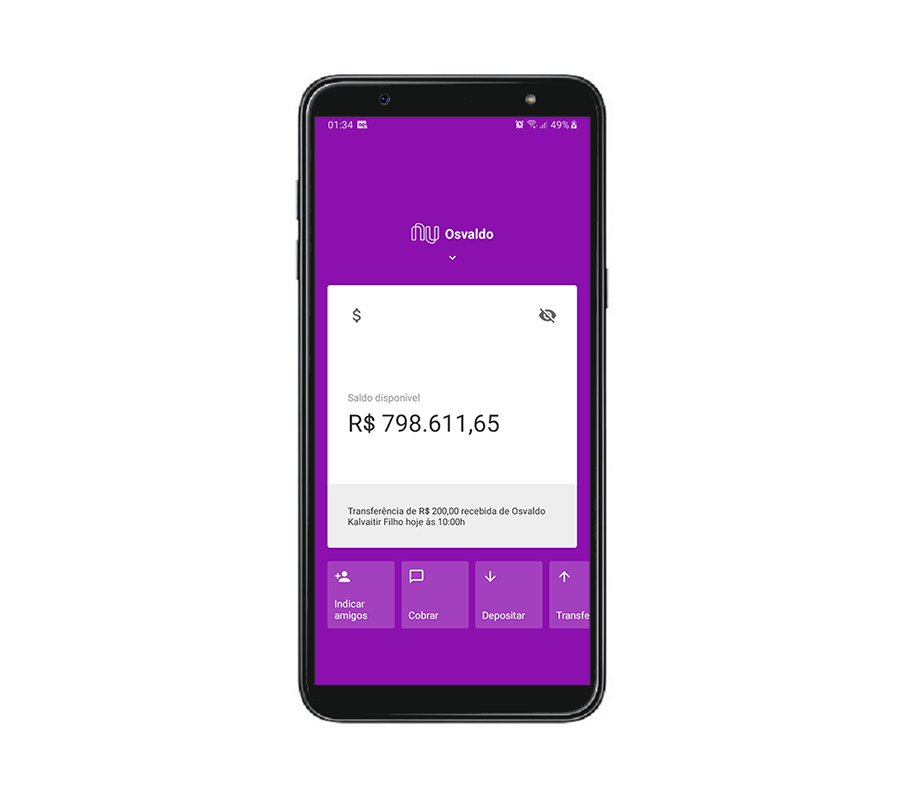 01:34 49%
nu Osvaldo
$
Saldo disponível
R$ 798.611,65
Transferência de R$ 200,00 recebida de Osvaldo
Kalvaitir Filho hoje às 10:00h
Indicar
amigos
Cobrar
Depositar
Transfe